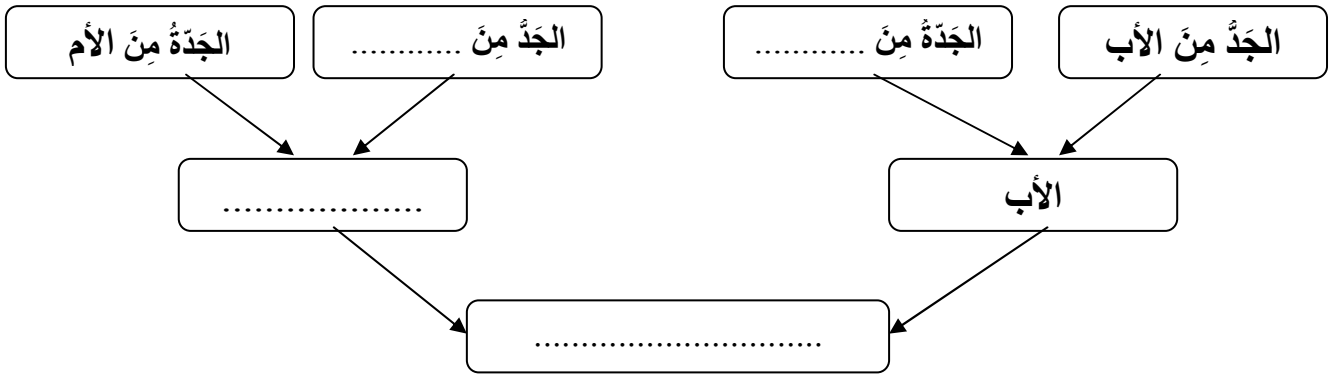 الجَدُّ مِنَ الأب
الجَدّةُ مِنَ ............
الجَدُّ مِنَ ............
الجَدّةُ مِنَ الأم
الأب
...................
.............................